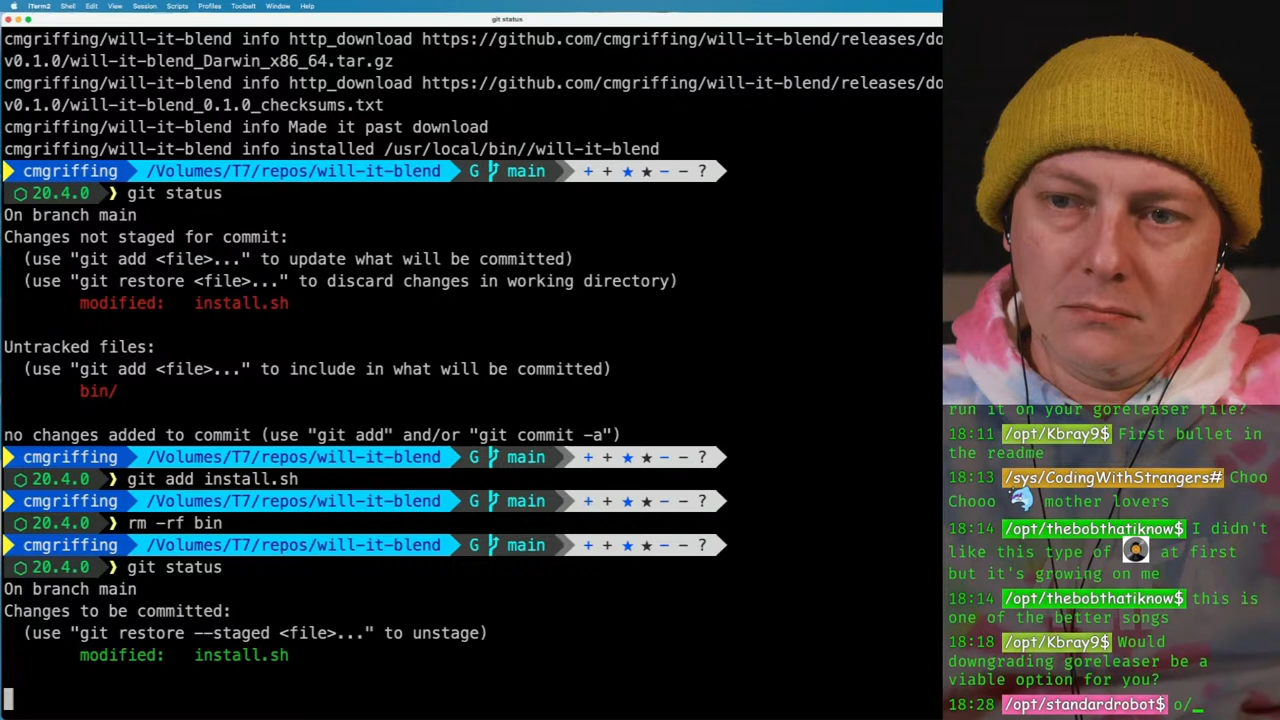 iTerm2 Shell Edit View Session Scripts Profiles Toolbelt Window Help
git status
cmgriffing/will-it-blend info http_download https://github.com/cmgriffing/will-it-blend/releases/do
v0.1.0/will-it-blend_Darwin_x86_64.tar.gz
cmgriffing/will-it-blend info http_download https://github.com/cmgriffing/will-it-blend/releases/do
v0.1.0/will-it-blend_0.1.0_checksums.txt
cmgriffing/will-it-blend info Made it past download
cmgriffing/will-it-blend info installed /usr/local/bin//will-it-blend
cmgriffing /Volumes/T7/repos/will-it-blend G main + + ★ ★ − − ?
20.4.0 ❯ git status
On branch main
Changes not staged for commit:
(use "git add <file>..." to update what will be committed)
(use "git restore <file>..." to discard changes in working directory)
modified: install.sh
Untracked files:
(use "git add <file>..." to include in what will be committed)
bin/
no changes added to commit (use "git add" and/or "git commit -a")
cmgriffing /Volumes/T7/repos/will-it-blend G main + + ★ ★ − − ?
20.4.0 ❯ git add install.sh
cmgriffing /Volumes/T7/repos/will-it-blend G main + + ★ ★ − − ?
20.4.0 ❯ rm -rf bin
cmgriffing /Volumes/T7/repos/will-it-blend G main + + ★ ★ − − ?
20.4.0 ❯ git status
On branch main
Changes to be committed:
(use "git restore --staged <file>..." to unstage)
modified: install.sh
run it on your goreleaser file?
18:11 /opt/Kbray9$ First bullet in
the readme
18:13 /sys/CodingWithStrangers# Choo
Chooo mother lovers
18:14 /opt/thebobthatiknow$ I didn't
like this type of at first
but it's growing on me
18:14 /opt/thebobthatiknow$ this is
one of the better songs
18:18 /opt/Kbray9$ Would
downgrading goreleaser be a
viable option for you?
18:28 /opt/standardrobot$ o/_